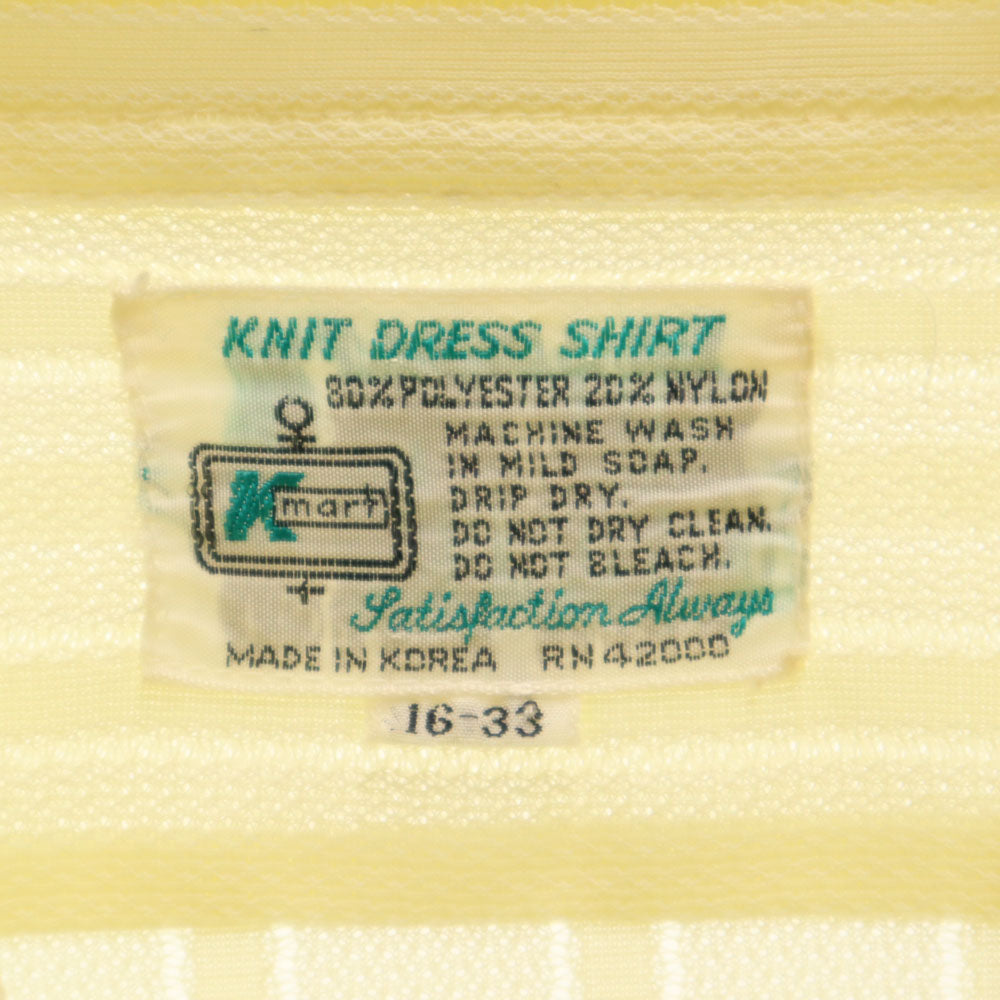 KNIT DRESS SHIRT
80% POLYESTER 20% NYLON
MACHINE WASH
IN MILD SOAP.
DRIP DRY.
DO NOT DRY CLEAN.
DO NOT BLEACH.
Kmart
Satisfaction Always
MADE IN KOREA RN 42000
16-33